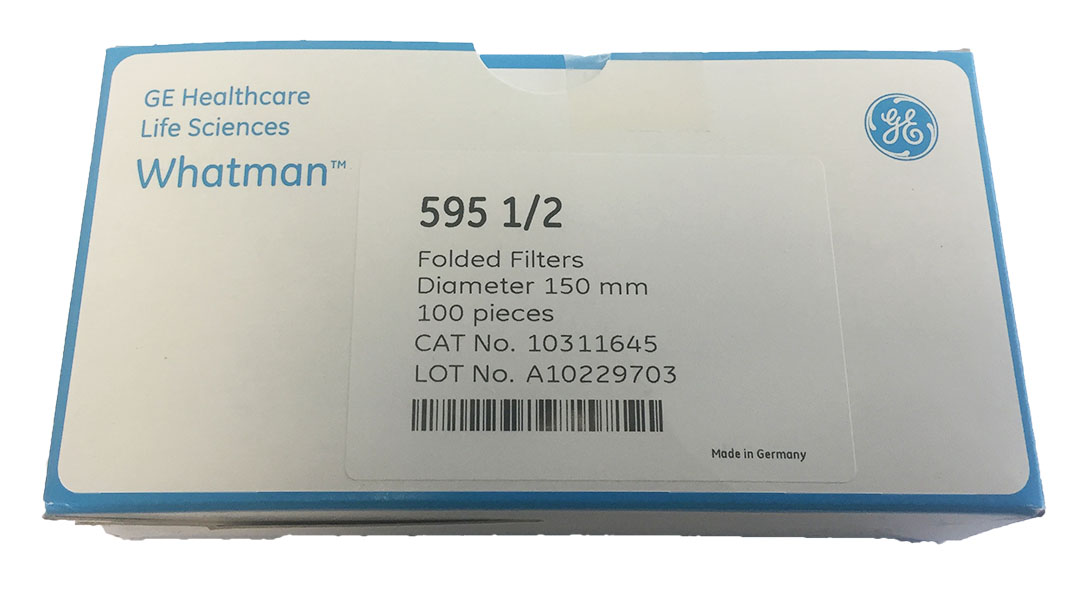 GE Healthcare
Life Sciences
Whatman™
GE
595 1/2
Folded Filters
Diameter 150 mm
100 pieces
CAT No. 10311645
LOT No. A10229703
Made in Germany